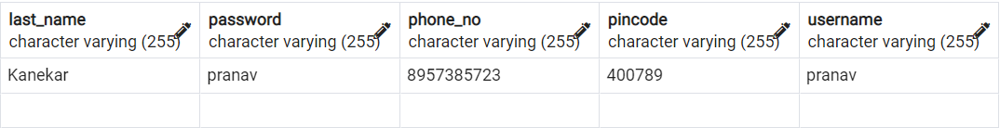 last_name password phone_no pincode username
character varying (255) character varying (255) character varying (255) character varying (255) character varying (255)
Kanekar pranav 8957385723 400789 pranav